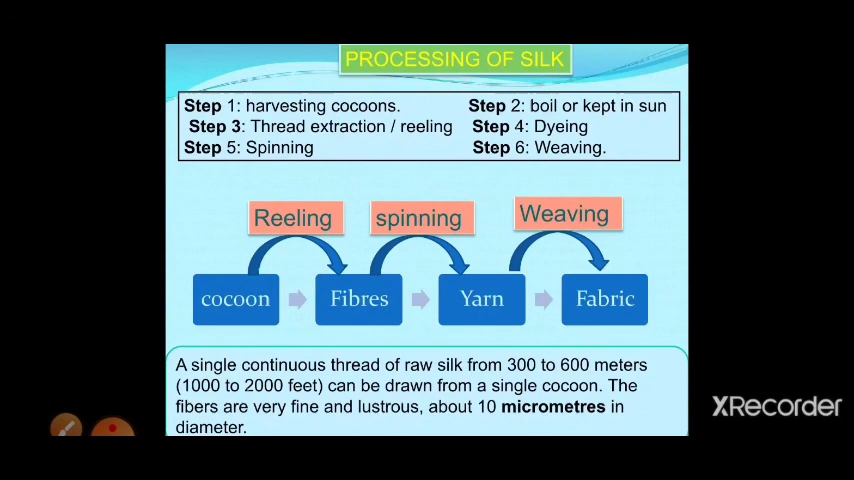 PROCESSING OF SILK
Step 1: harvesting cocoons. Step 2: boil or kept in sun
Step 3: Thread extraction / reeling Step 4: Dyeing
Step 5: Spinning Step 6: Weaving.
Reeling spinning Weaving
cocoon Fibres Yarn Fabric
A single continuous thread of raw silk from 300 to 600 meters
(1000 to 2000 feet) can be drawn from a single cocoon. The
fibers are very fine and lustrous, about 10 micrometres in
diameter.
XRecorder